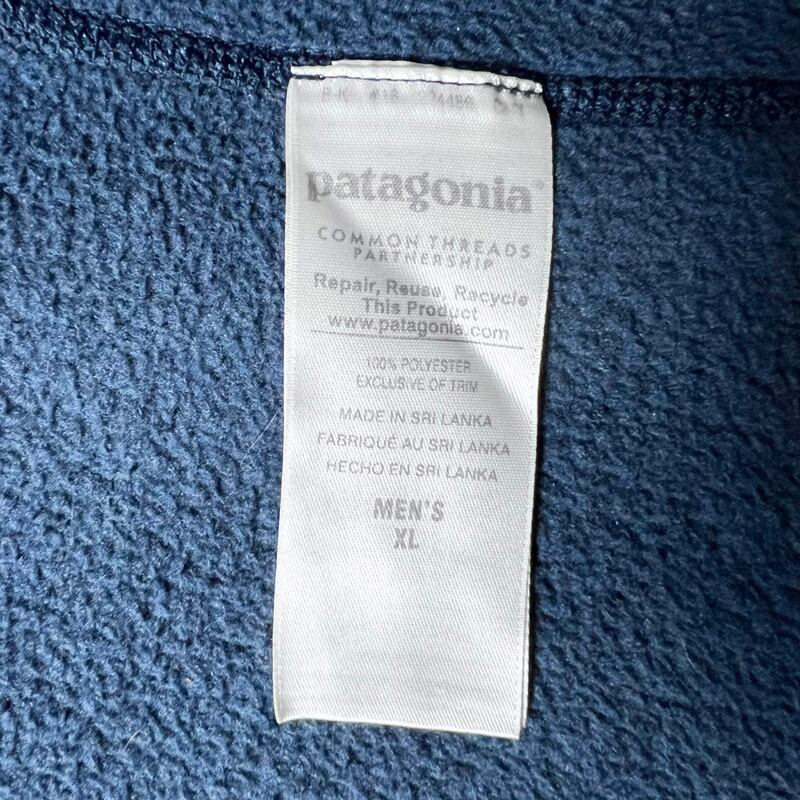 #18
patagonia®
COMMON THREADS
PARTNERSHIP
Repair, Reuse, Recycle
This Product
www.patagonia.com
100% POLYESTER
EXCLUSIVE OF TRIM
MADE IN SRI LANKA
FABRIQUÉ AU SRI LANKA
HECHO EN SRI LANKA
MEN'S
XL